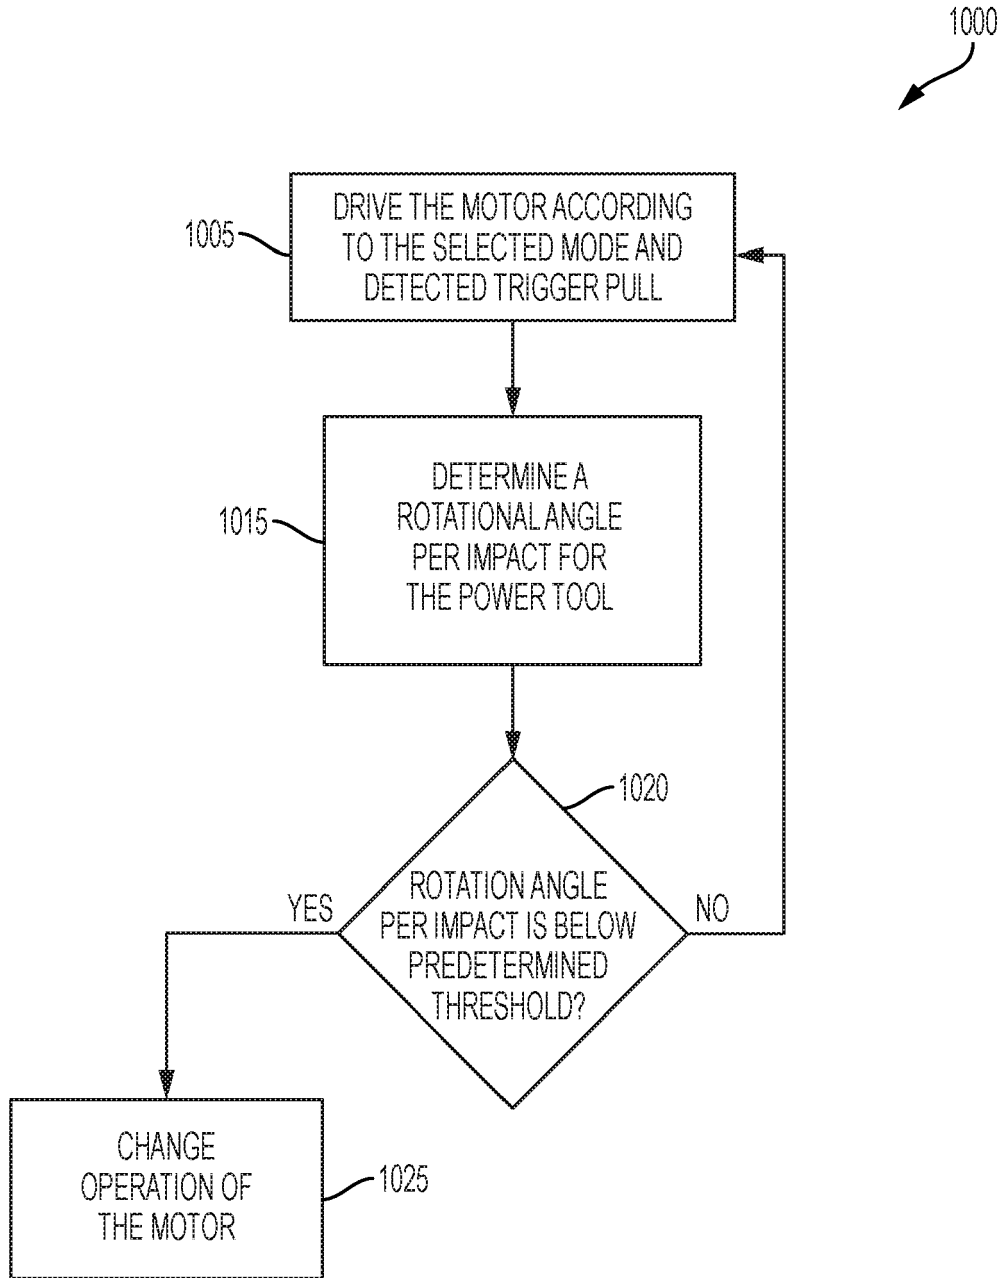 1000
DRIVE THE MOTOR ACCORDING
TO THE SELECTED MODE AND
DETECTED TRIGGER PULL
1005
DETERMINE A
ROTATIONAL ANGLE
PER IMPACT FOR
THE POWER TOOL
1015
1020
ROTATION ANGLE
PER IMPACT IS BELOW
PREDETERMINED
THRESHOLD?
YES
NO
CHANGE
OPERATION OF
THE MOTOR
1025